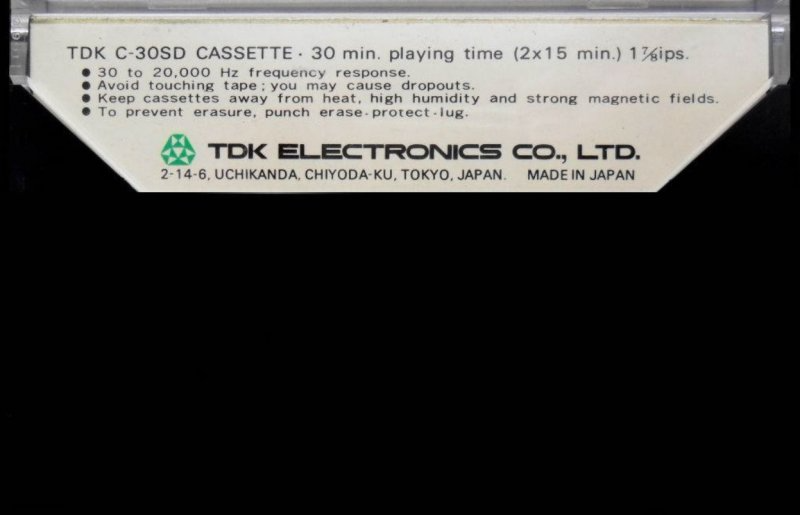 TDK C-30SD CASSETTE · 30 min. playing time (2x15 min.) 1⅞ips.
● 30 to 20,000 Hz frequency response.
● Avoid touching tape; you may cause dropouts.
● Keep cassettes away from heat, high humidity and strong magnetic fields.
● To prevent erasure, punch erase-protect-lug.
TDK ELECTRONICS CO., LTD.
2-14-6, UCHIKANDA, CHIYODA-KU, TOKYO, JAPAN. MADE IN JAPAN